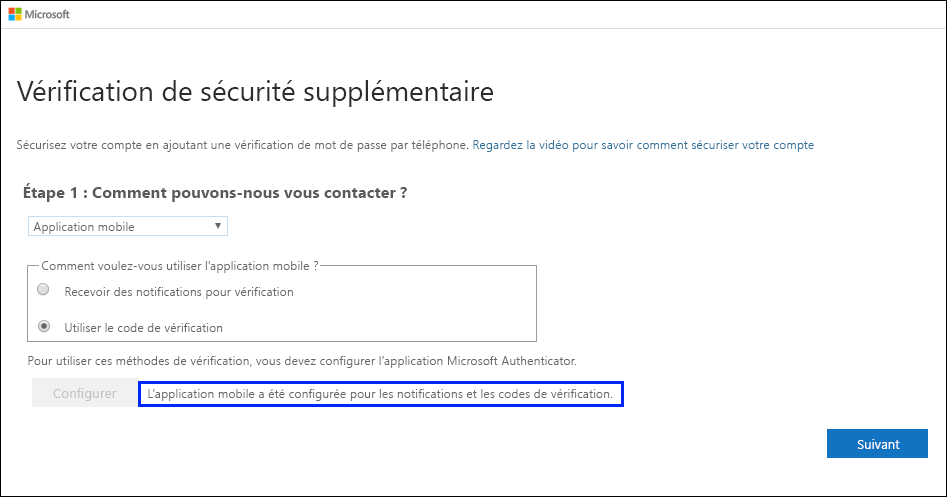 Microsoft
Vérification de sécurité supplémentaire
Sécurisez votre compte en ajoutant une vérification de mot de passe par téléphone. Regardez la vidéo pour savoir comment sécuriser votre compte
Étape 1 : Comment pouvons-nous vous contacter ?
Application mobile
Comment voulez-vous utiliser l'application mobile ?
Recevoir des notifications pour vérification
Utiliser le code de vérification
Pour utiliser ces méthodes de vérification, vous devez configurer l'application Microsoft Authenticator.
Configurer L'application mobile a été configurée pour les notifications et les codes de vérification.
Suivant